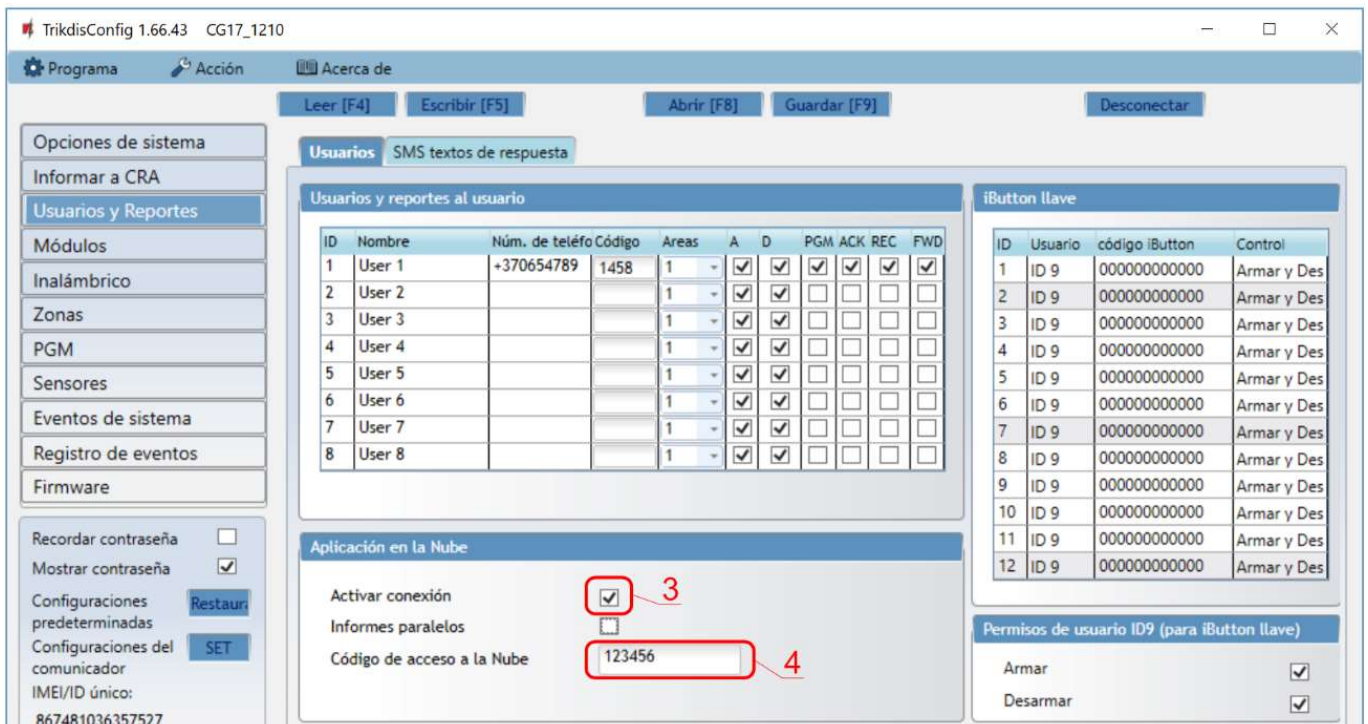 TrikdisConfig 1.66.43 CG17_1210
Programa Acción Acerca de
Leer [F4] Escribir [F5] Abrir [F8] Guardar [F9] Desconectar
Opciones de sistema
Informar a CRA
Usuarios y Reportes
Módulos
Inalámbrico
Zonas
PGM
Sensores
Eventos de sistema
Registro de eventos
Firmware
Recordar contraseña
Mostrar contraseña
Configuraciones
predeterminadas
Restaura
Configuraciones del
comunicador
SET
IMEI/ID único:
867481036357527
Usuarios SMS textos de respuesta
Usuarios y reportes al usuario
ID Nombre Núm. de teléfo Código Areas A D PGM ACK REC FWD
1 User 1 +370654789 1458 1
2 User 2 1
3 User 3 1
4 User 4 1
5 User 5 1
6 User 6 1
7 User 7 1
8 User 8 1
Aplicación en la Nube
Activar conexión 3
Informes paralelos
Código de acceso a la Nube 123456 4
iButton llave
ID Usuario código iButton Control
1 ID 9 000000000000 Armar y Des
2 ID 9 000000000000 Armar y Des
3 ID 9 000000000000 Armar y Des
4 ID 9 000000000000 Armar y Des
5 ID 9 000000000000 Armar y Des
6 ID 9 000000000000 Armar y Des
7 ID 9 000000000000 Armar y Des
8 ID 9 000000000000 Armar y Des
9 ID 9 000000000000 Armar y Des
10 ID 9 000000000000 Armar y Des
11 ID 9 000000000000 Armar y Des
12 ID 9 000000000000 Armar y Des
Permisos de usuario ID9 (para iButton llave)
Armar
Desarmar